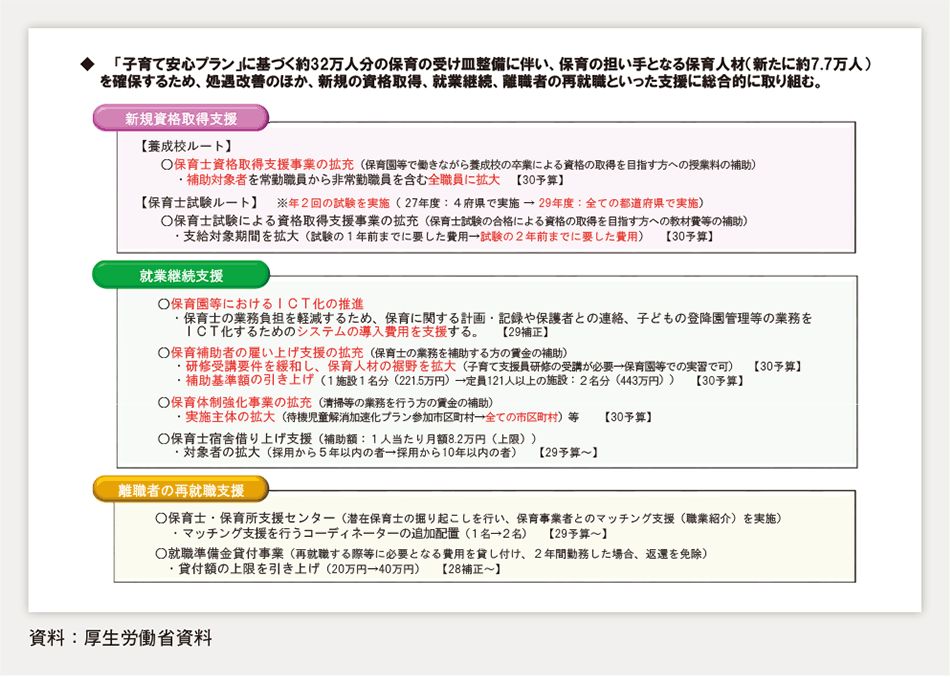 ◆ 「子育て安心プラン」に基づく約32万人分の保育の受け皿整備に伴い、保育の担い手となる保育人材（新たに約7.7万人）
を確保するため、処遇改善のほか、新規の資格取得、就業継続、離職者の再就職といった支援に総合的に取り組む。
新規資格取得支援
【養成校ルート】
○保育士資格取得支援事業の拡充（保育園等で働きながら養成校の卒業による資格の取得を目指す方への授業料の補助）
・補助対象者を常勤職員から非常勤職員を含む全職員に拡大 【30予算】
【保育士試験ルート】 ※年２回の試験を実施（ 27年度：４府県で実施 → 29年度：全ての都道府県で実施）
○保育士試験による資格取得支援事業の拡充（保育士試験の合格による資格の取得を目指す方への教材費等の補助）
・支給対象期間を拡大（試験の１年前までに要した費用→試験の２年前までに要した費用） 【30予算】
就業継続支援
○保育園等におけるＩＣＴ化の推進
・保育士の業務負担を軽減するため、保育に関する計画・記録や保護者との連絡、子どもの登降園管理等の業務を
ＩＣＴ化するためのシステムの導入費用を支援する。 【29補正】
○保育補助者の雇い上げ支援の拡充（保育士の業務を補助する方の賃金の補助）
・研修受講要件を緩和し、保育人材の裾野を拡大（子育て支援員研修の受講が必要→保育園等での実習で可） 【30予算】
・補助基準額の引き上げ（１施設１名分（221.5万円）→定員121人以上の施設：２名分（443万円）） 【30予算】
○保育体制強化事業の拡充（清掃等の業務を行う方の賃金の補助）
・実施主体の拡大（待機児童解消加速化プラン参加市区町村→全ての市区町村）等 【30予算】
○保育士宿舎借り上げ支援（補助額：１人当たり月額8.2万円（上限））
・対象者の拡大（採用から５年以内の者→採用から10年以内の者） 【29予算～】
離職者の再就職支援
○保育士・保育所支援センター（潜在保育士の掘り起こしを行い、保育事業者とのマッチング支援（職業紹介）を実施）
・マッチング支援を行うコーディネーターの追加配置（１名→２名） 【29予算～】
○就職準備金貸付事業（再就職する際等に必要となる費用を貸し付け、２年間勤務した場合、返還を免除）
・貸付額の上限を引き上げ（20万円→40万円） 【28補正～】
資料：厚生労働省資料